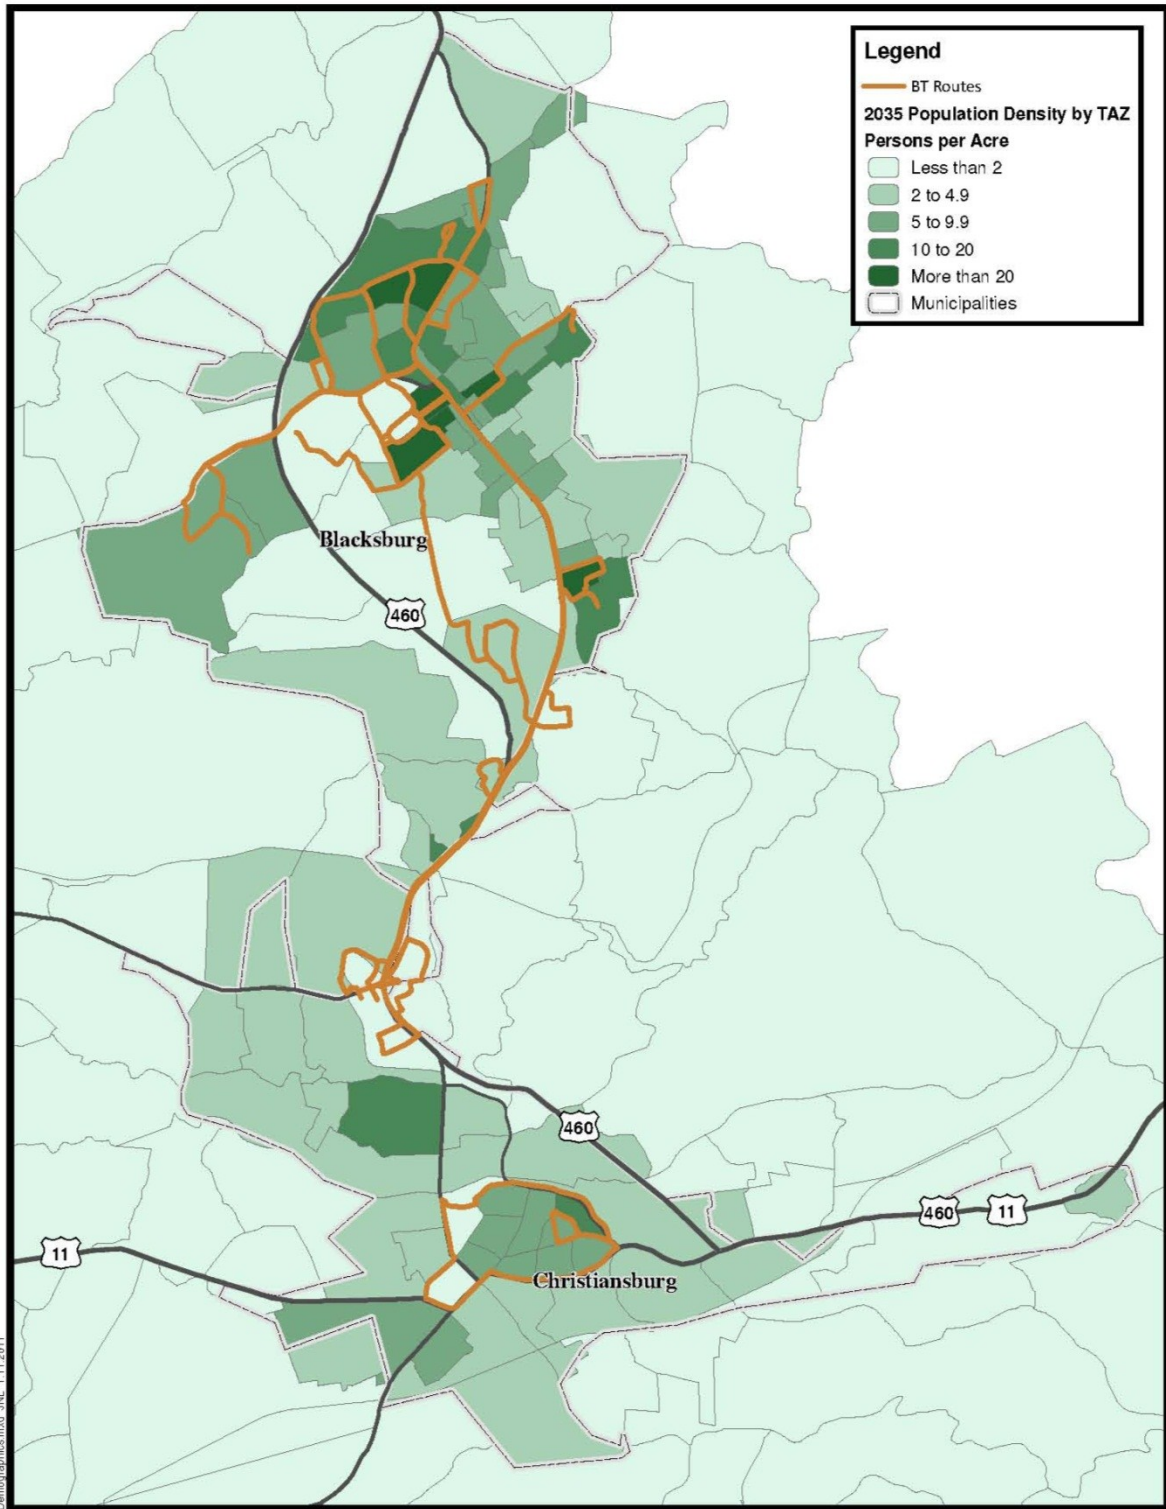 Legend
BT Routes
2035 Population Density by TAZ
Persons per Acre
Less than 2
2 to 4.9
5 to 9.9
10 to 20
More than 20
Municipalities
Blacksburg
460
460
460
11
11
Christiansburg